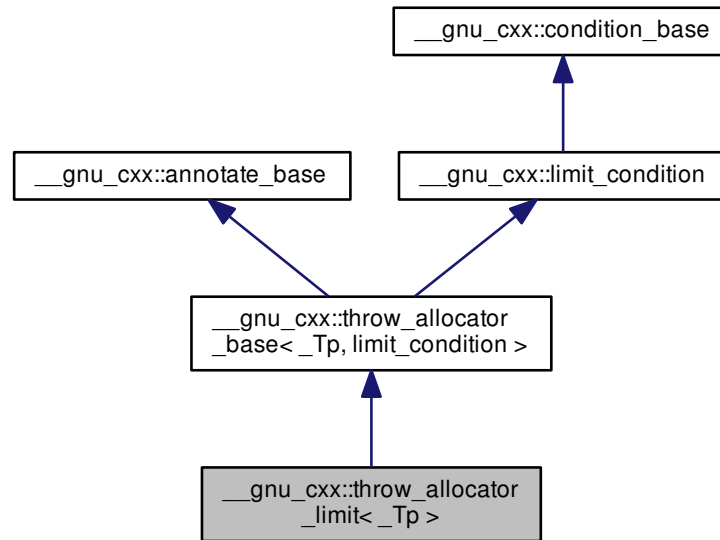 __gnu_cxx::condition_base
__gnu_cxx::annotate_base
__gnu_cxx::limit_condition
__gnu_cxx::throw_allocator
_base< _Tp, limit_condition >
__gnu_cxx::throw_allocator
_limit< _Tp >